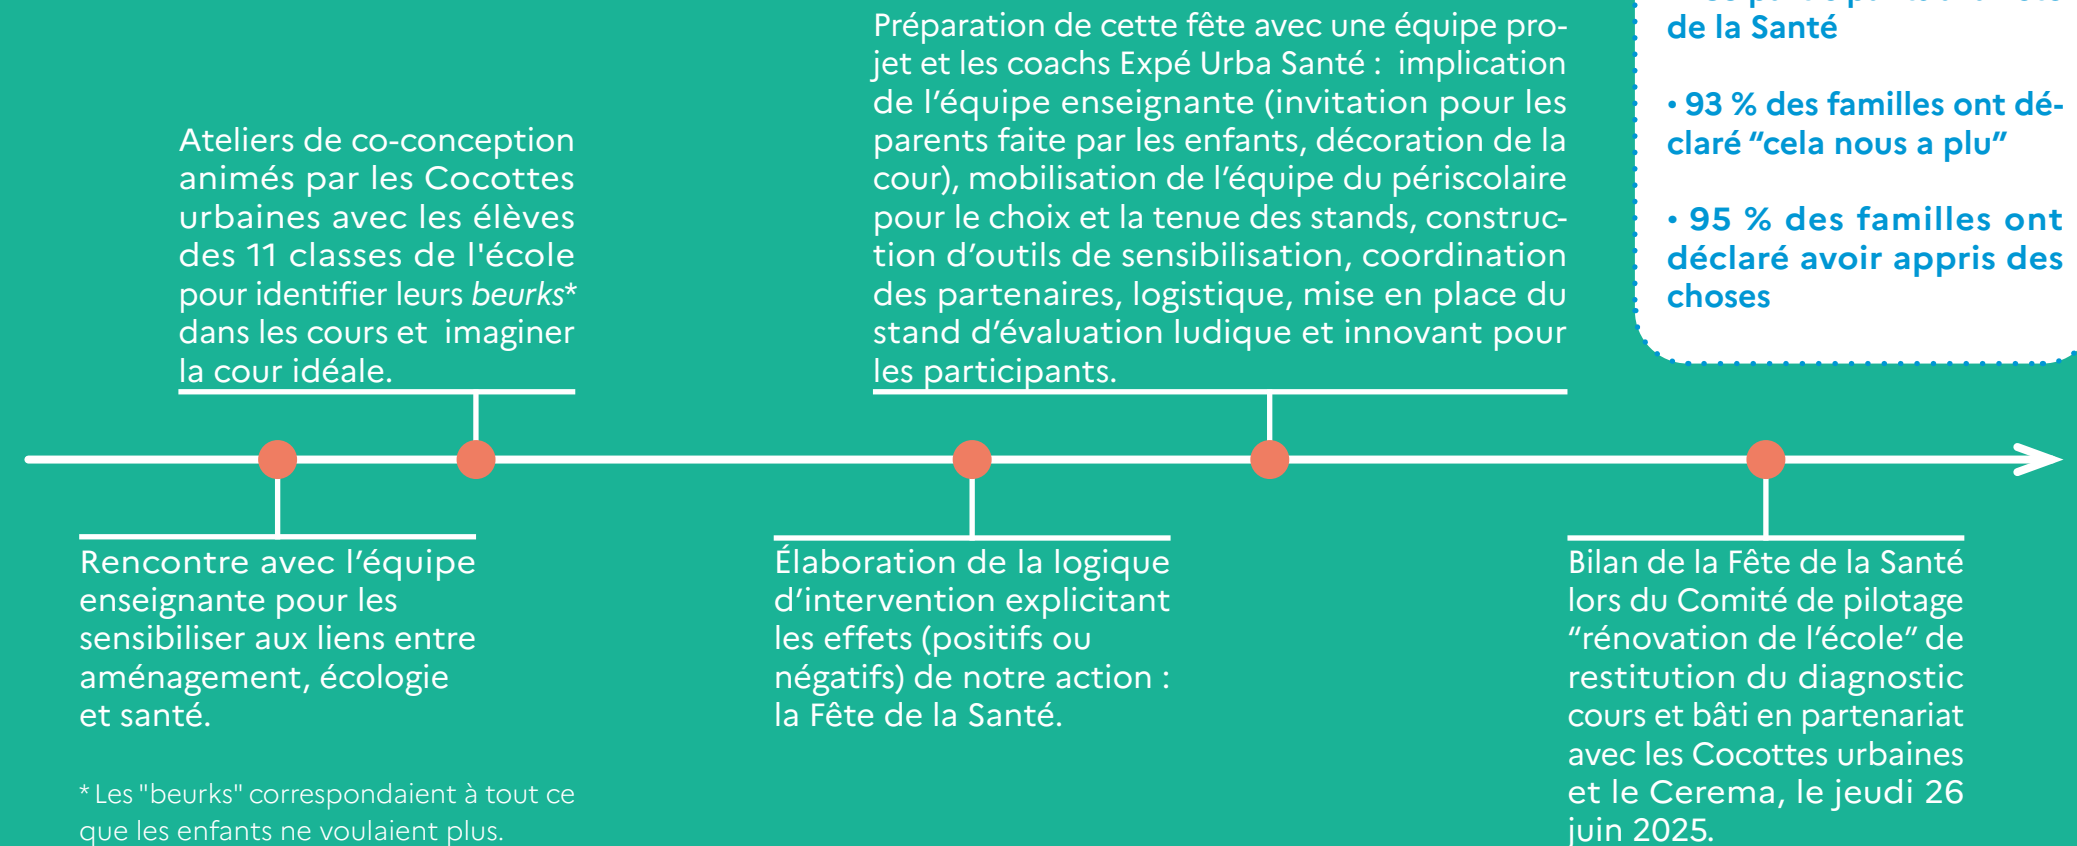 Ateliers de co-conception
animés par les Cocottes
urbaines avec les élèves
des 11 classes de l'école
pour identifier leurs beurks*
dans les cours et imaginer
la cour idéale.
Préparation de cette fête avec une équipe pro-
jet et les coachs Expé Urba Santé : implication
de l’équipe enseignante (invitation pour les
parents faite par les enfants, décoration de la
cour), mobilisation de l’équipe du périscolaire
pour le choix et la tenue des stands, construc-
tion d’outils de sensibilisation, coordination
des partenaires, logistique, mise en place du
stand d’évaluation ludique et innovant pour
les participants.
de la Santé
• 93 % des familles ont dé-
claré “cela nous a plu”
• 95 % des familles ont
déclaré avoir appris des
choses
Rencontre avec l’équipe
enseignante pour les
sensibiliser aux liens entre
aménagement, écologie
et santé.
* Les "beurks" correspondaient à tout ce
que les enfants ne voulaient plus.
Élaboration de la logique
d’intervention explicitant
les effets (positifs ou
négatifs) de notre action :
la Fête de la Santé.
Bilan de la Fête de la Santé
lors du Comité de pilotage
“rénovation de l’école” de
restitution du diagnostic
cours et bâti en partenariat
avec les Cocottes urbaines
et le Cerema, le jeudi 26
juin 2025.